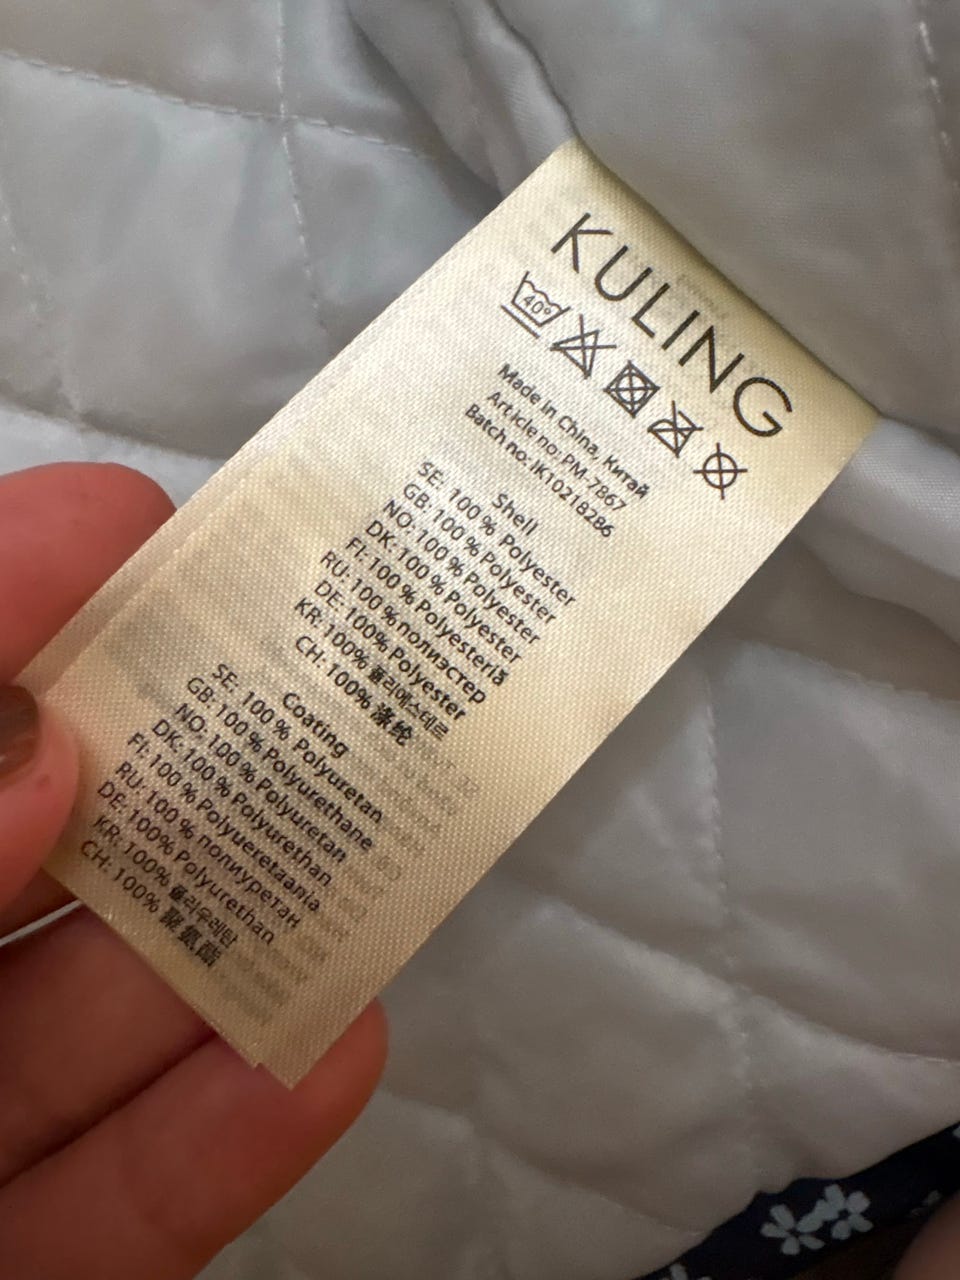 KULING
40°
Made in China, Китай
Article no: PM-7867
Batch no: IK10218286
Shell
SE: 100 % Polyester
GB: 100 % Polyester
NO: 100 % Polyester
DK: 100 % Polyester
FI: 100 % Polyesteriä
RU: 100 % полиэстер
DE: 100% Polyester
KR: 100% 폴리에스테르
CH: 100% 涤纶
Coating
SE: 100 % Polyuretan
GB: 100 % Polyurethane
NO: 100 % Polyuretan
DK: 100 % Polyurethan
FI: 100 % Polyueretaania
RU: 100 % полиуретан
DE: 100% Polyurethan
KR: 100% 폴리우레탄
CH: 100% 聚氨酯